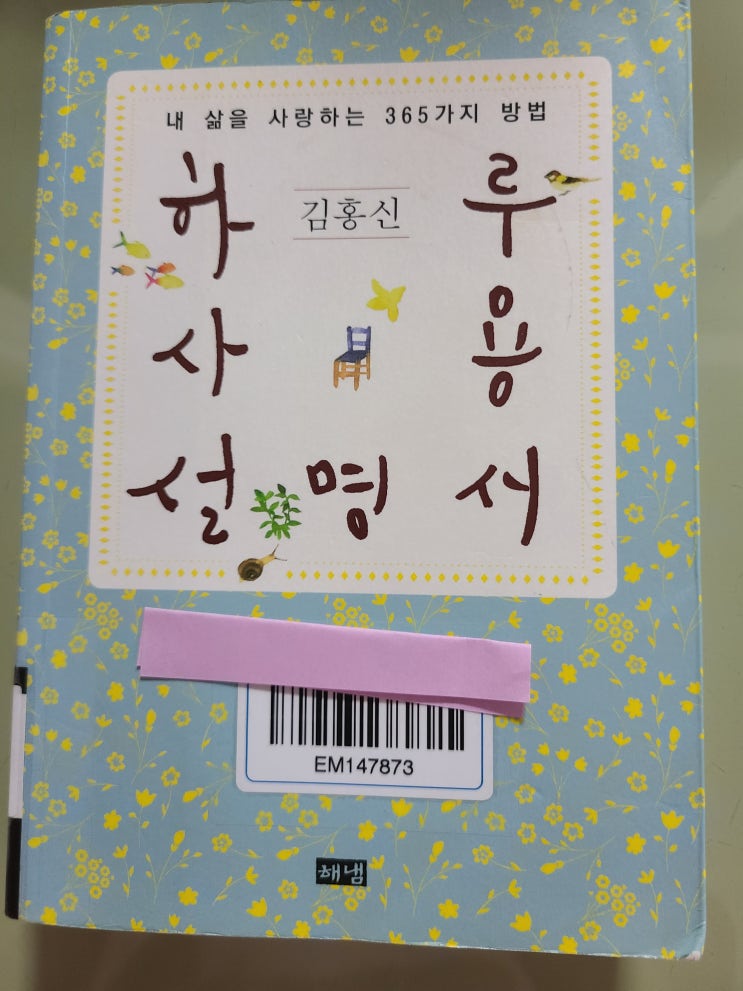 내 삶을 사랑하는 365가지 방법
하루
김홍신
사용
설명서
EM147873
해냄